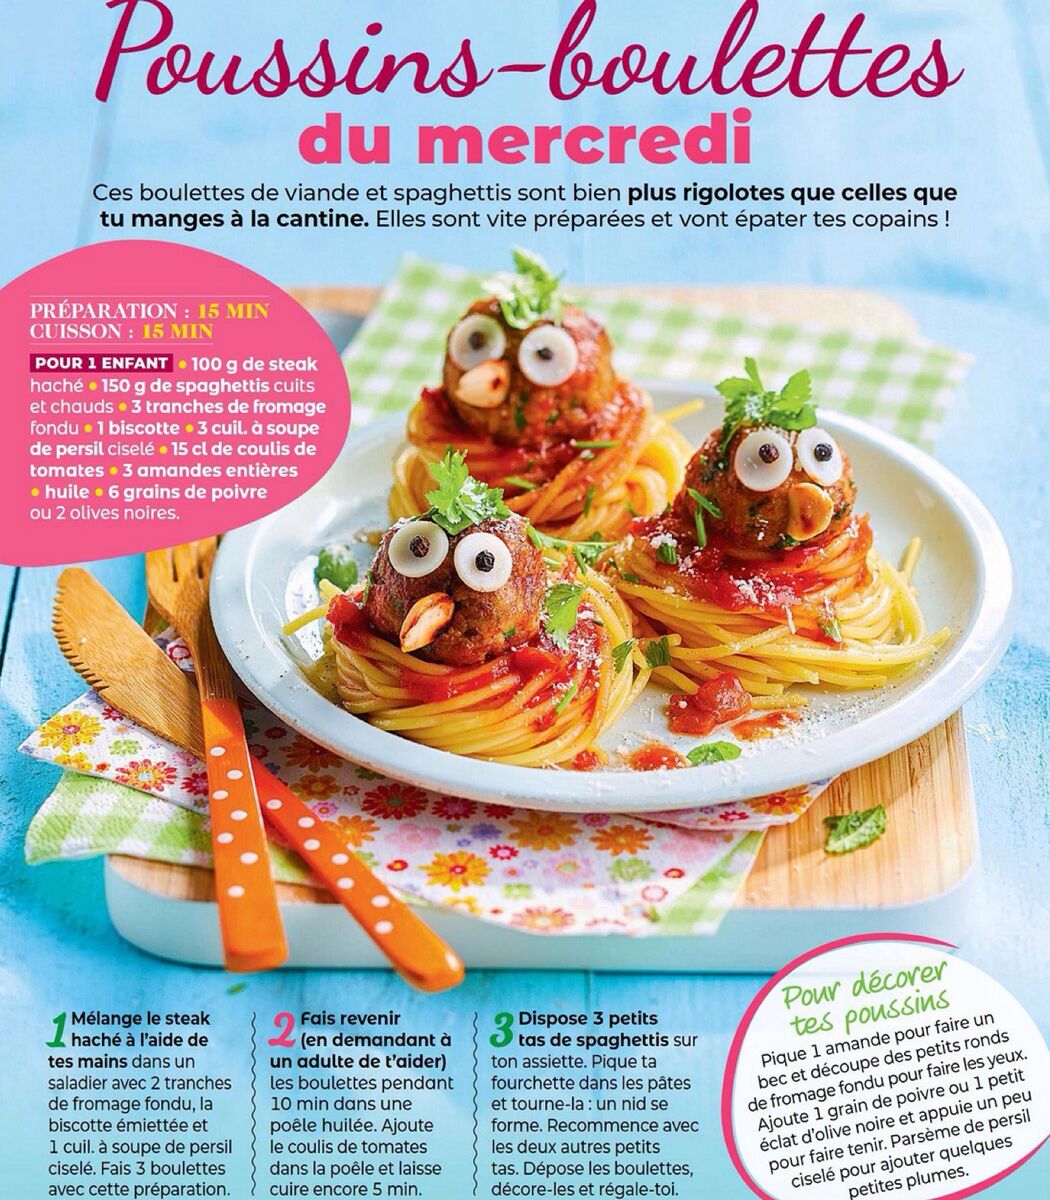 Poussins-boulettes
du mercredi
Ces boulettes de viande et spaghettis sont bien plus rigolotes que celles que
tu manges à la cantine. Elles sont vite préparées et vont épater tes copains !
PRÉPARATION : 15 MIN
CUISSON : 15 MIN
POUR 1 ENFANT • 100 g de steak
haché • 150 g de spaghettis cuits
et chauds • 3 tranches de fromage
fondu • 1 biscotte • 3 cuil. à soupe
de persil ciselé • 15 cl de coulis de
tomates • 3 amandes entières
• huile • 6 grains de poivre
ou 2 olives noires.
1 Mélange le steak
haché à l'aide de
tes mains dans un
saladier avec 2 tranches
de fromage fondu, la
biscotte émiettée et
1 cuil. à soupe de persil
ciselé. Fais 3 boulettes
avec cette préparation.
2 Fais revenir
(en demandant à
un adulte de t'aider)
les boulettes pendant
10 min dans une
poêle huilée. Ajoute
le coulis de tomates
dans la poêle et laisse
cuire encore 5 min.
3 Dispose 3 petits
tas de spaghettis sur
ton assiette. Pique ta
fourchette dans les pâtes
et tourne-la : un nid se
forme. Recommence avec
les deux autres petits
tas. Dépose les boulettes,
décore-les et régale-toi.
Pour décorer
tes poussins
Pique 1 amande pour faire un
bec et découpe des petits ronds
de fromage fondu pour faire les yeux.
Ajoute 1 grain de poivre ou 1 petit
éclat d'olive noire et appuie un peu
pour faire tenir. Parsème de persil
ciselé pour ajouter quelques
petites plumes.